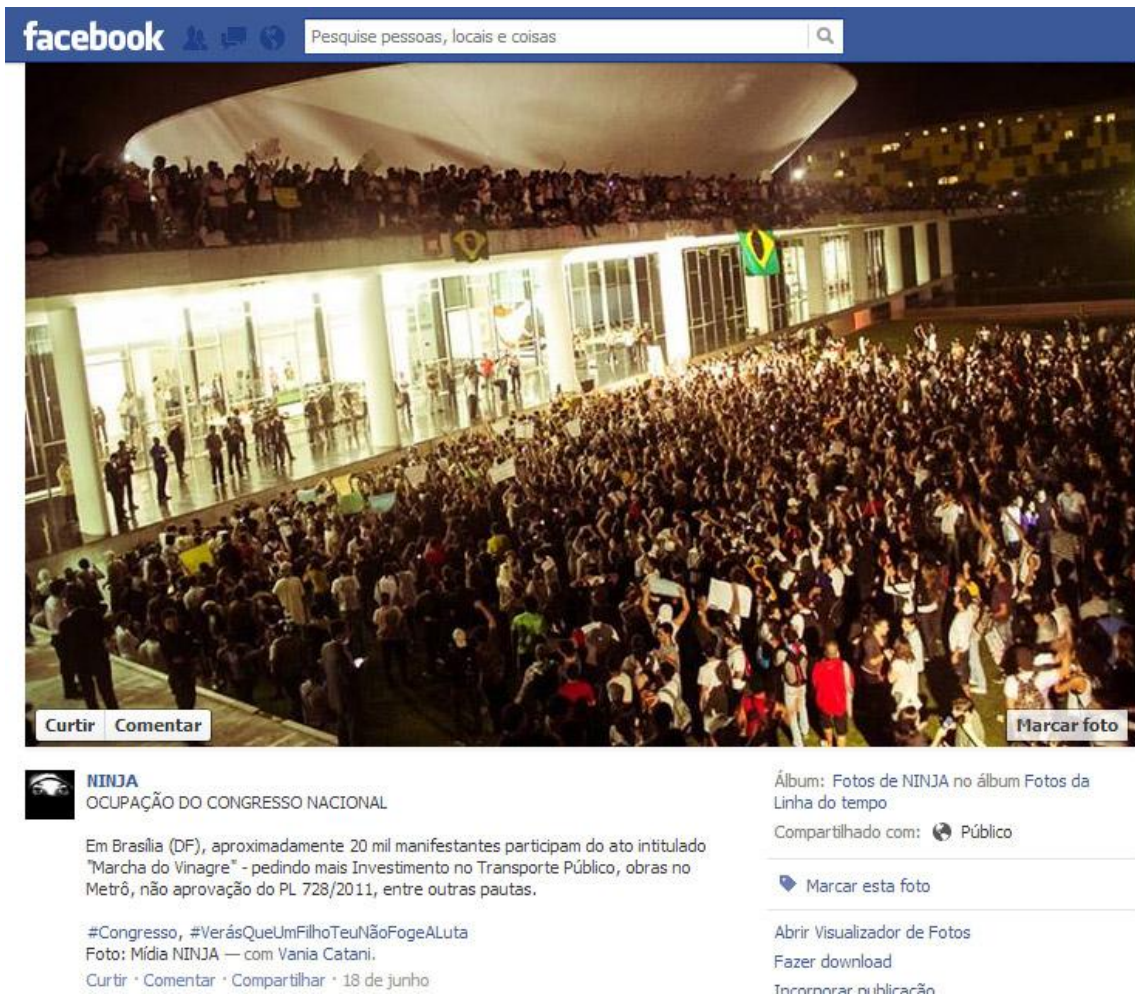 facebook
Pesquise pessoas, locais e coisas
Curtir Comentar
Marcar foto
NINJA
OCUPAÇÃO DO CONGRESSO NACIONAL
Em Brasília (DF), aproximadamente 20 mil manifestantes participam do ato intitulado
"Marcha do Vinagre" - pedindo mais Investimento no Transporte Público, obras no
Metrô, não aprovação do PL 728/2011, entre outras pautas.
#Congresso, #VerásQueUmFilhoTeuNãoFogeALuta
Foto: Mídia NINJA — com Vania Catani.
Curtir · Comentar · Compartilhar · 18 de junho
Álbum: Fotos de NINJA no álbum Fotos da
Linha do tempo
Compartilhado com: Público
Marcar esta foto
Abrir Visualizador de Fotos
Fazer download
Incorporar publicação